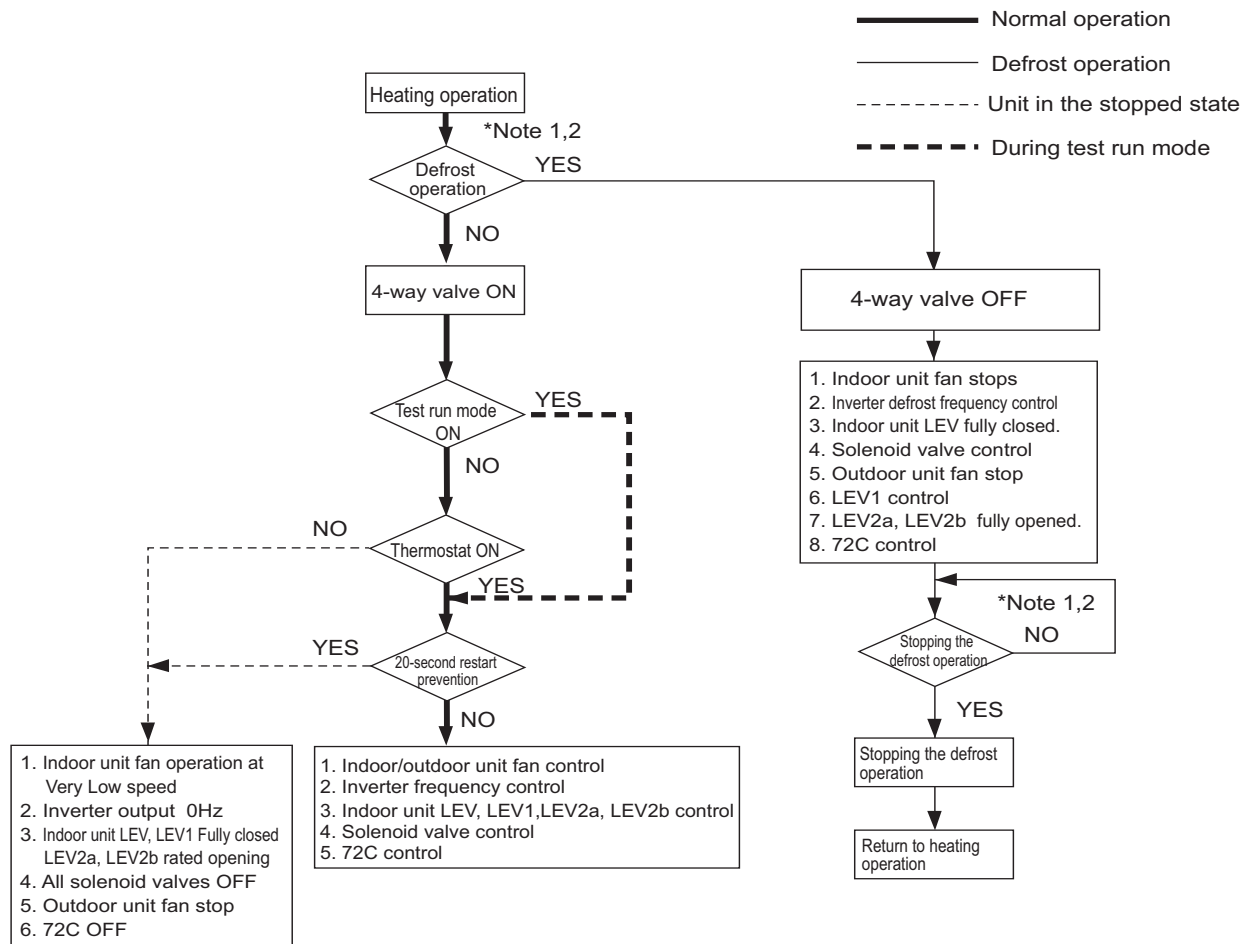 Normal operation
Defrost operation
Unit in the stopped state
During test run mode
Heating operation
*Note 1,2
Defrost
operation
YES
NO
4-way valve ON
4-way valve OFF
Test run mode
ON
YES
NO
1. Indoor unit fan stops
2. Inverter defrost frequency control
3. Indoor unit LEV fully closed.
4. Solenoid valve control
5. Outdoor unit fan stop
6. LEV1 control
7. LEV2a, LEV2b fully opened.
8. 72C control
NO
Thermostat ON
YES
*Note 1,2
NO
Stopping the
defrost operation
YES
YES
20-second restart
prevention
NO
1. Indoor unit fan operation at
Very Low speed
2. Inverter output 0Hz
3. Indoor unit LEV, LEV1 Fully closed
LEV2a, LEV2b rated opening
4. All solenoid valves OFF
5. Outdoor unit fan stop
6. 72C OFF
1. Indoor/outdoor unit fan control
2. Inverter frequency control
3. Indoor unit LEV, LEV1,LEV2a, LEV2b control
4. Solenoid valve control
5. 72C control
Stopping the defrost
operation
Return to heating
operation